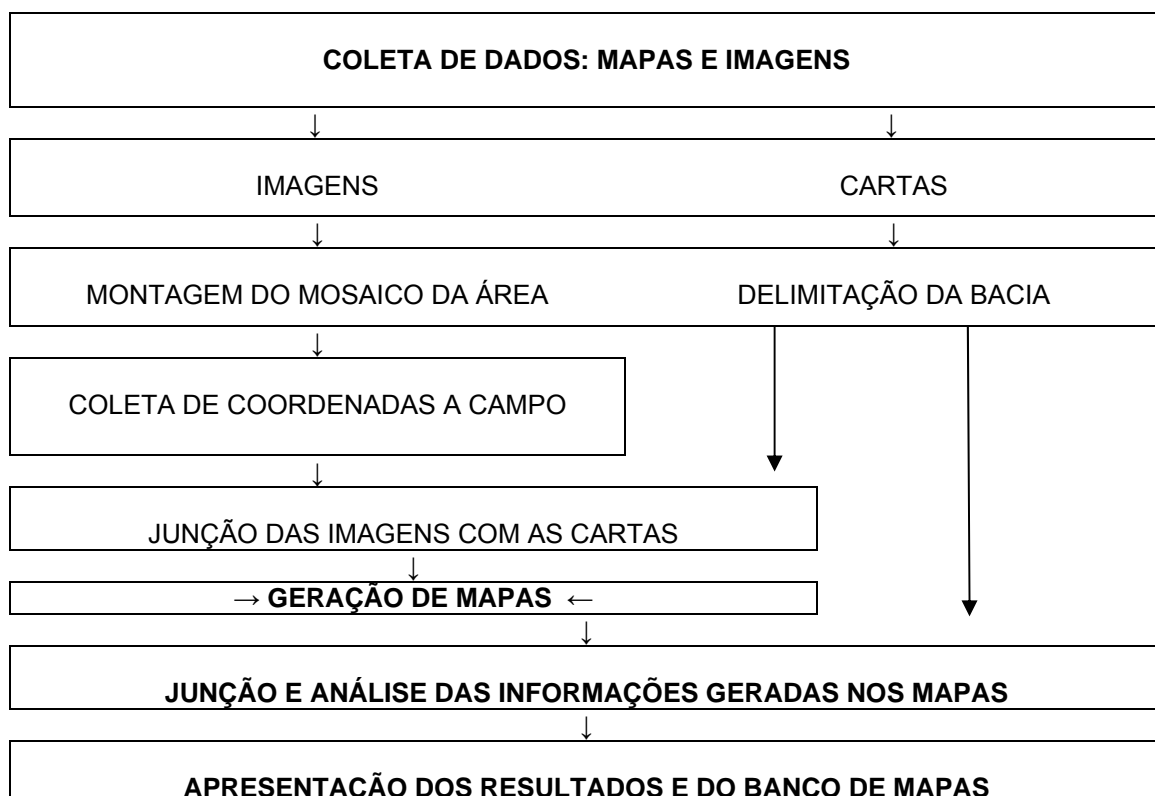 COLETA DE DADOS: MAPAS E IMAGENS
↓ ↓
IMAGENS CARTAS
↓ ↓
MONTAGEM DO MOSAICO DA ÁREA DELIMITAÇÃO DA BACIA
↓
COLETA DE COORDENADAS A CAMPO
↓
JUNÇÃO DAS IMAGENS COM AS CARTAS
↓
→ GERAÇÃO DE MAPAS ←
↓
JUNÇÃO E ANÁLISE DAS INFORMAÇÕES GERADAS NOS MAPAS
↓
APRESENTAÇÃO DOS RESULTADOS E DO BANCO DE MAPAS